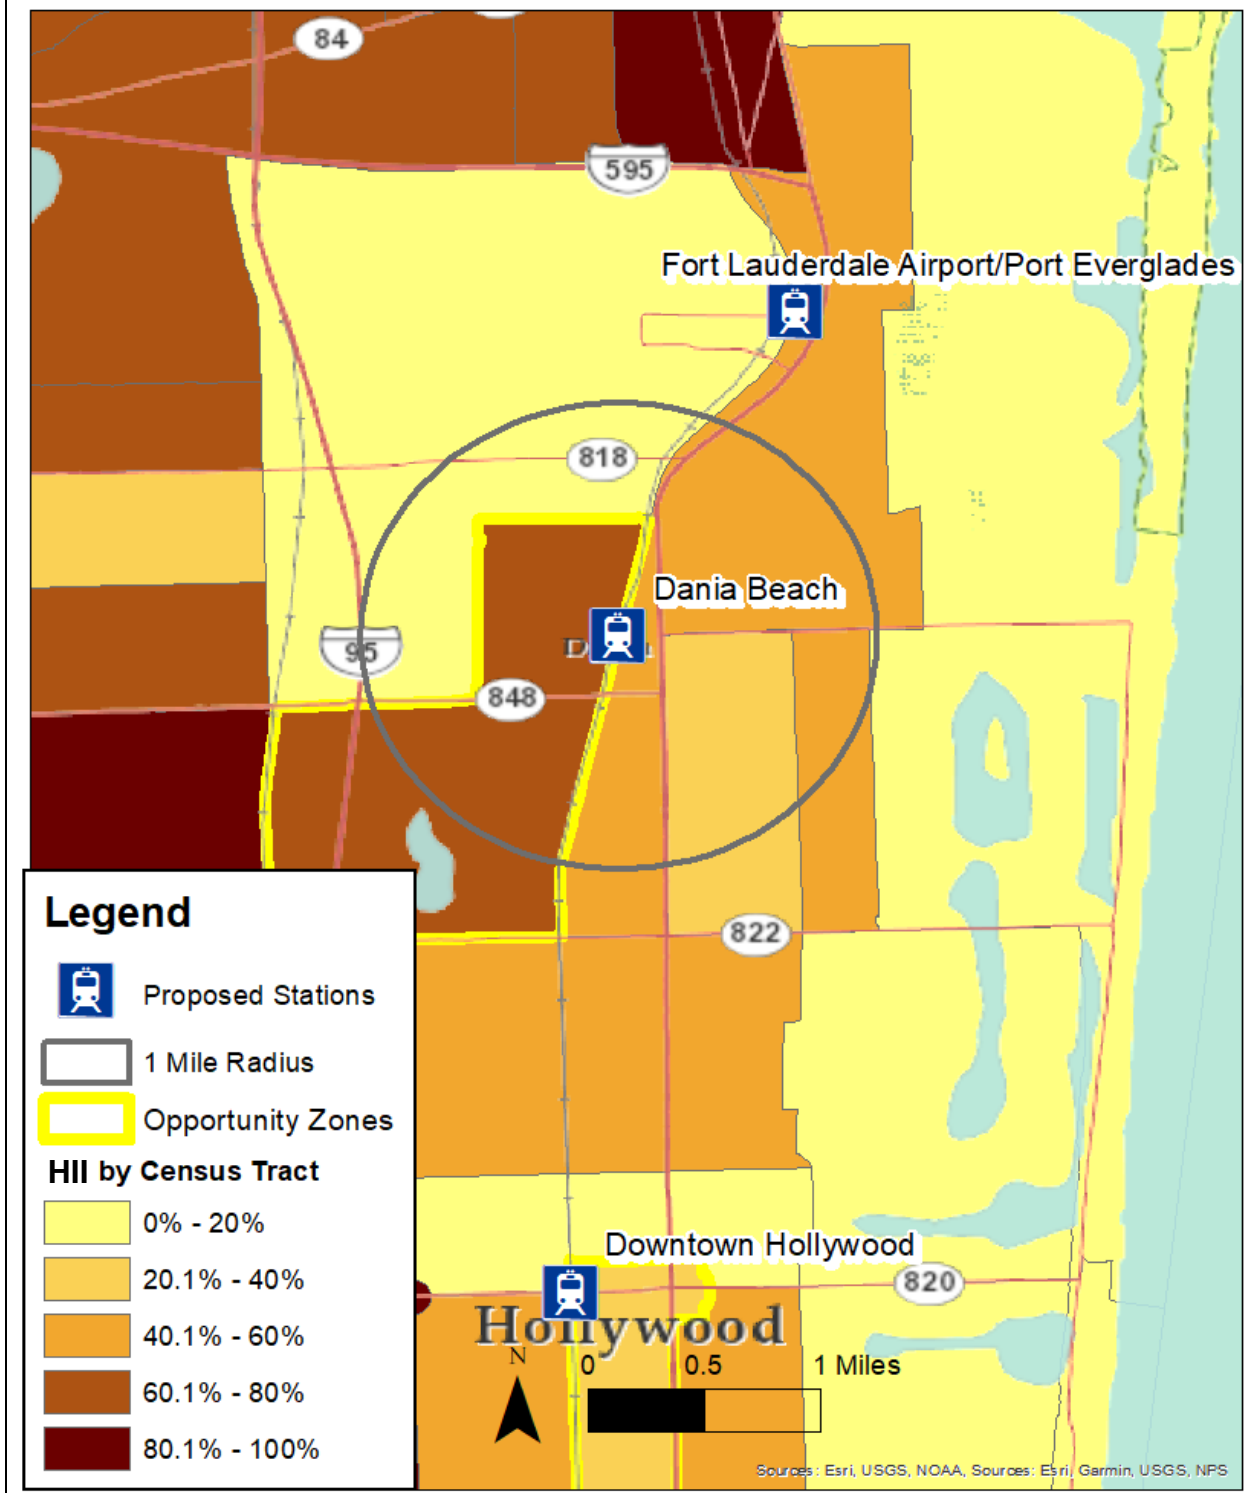 84
595
Fort Lauderdale Airport/Port Everglades
818
Dania Beach
95
848
822
Legend
Proposed Stations
1 Mile Radius
Opportunity Zones
HII by Census Tract
0% - 20%
20.1% - 40%
40.1% - 60%
60.1% - 80%
80.1% - 100%
Downtown Hollywood
820
Hollywood
N
0 0.5 1 Miles
Sources: Esri, USGS, NOAA, Sources: Esri, Garmin, USGS, NPS